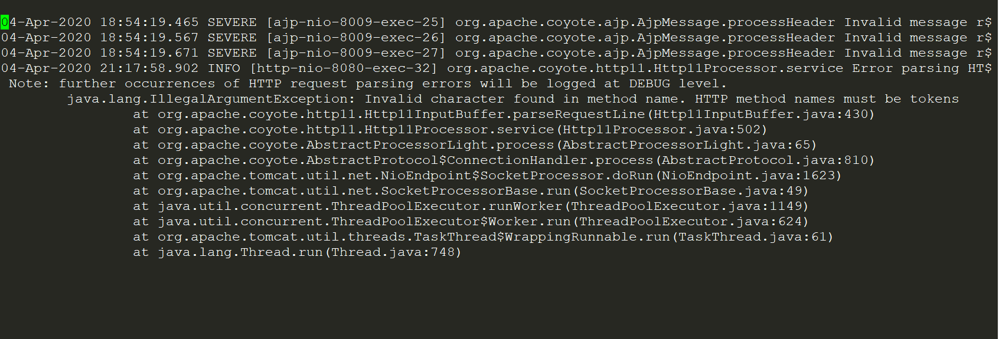 04-Apr-2020 18:54:19.465 SEVERE [ajp-nio-8009-exec-25] org.apache.coyote.ajp.AjpMessage.processHeader Invalid message r$
04-Apr-2020 18:54:19.567 SEVERE [ajp-nio-8009-exec-26] org.apache.coyote.ajp.AjpMessage.processHeader Invalid message r$
04-Apr-2020 18:54:19.671 SEVERE [ajp-nio-8009-exec-27] org.apache.coyote.ajp.AjpMessage.processHeader Invalid message r$
04-Apr-2020 21:17:58.902 INFO [http-nio-8080-exec-32] org.apache.coyote.http11.Http11Processor.service Error parsing HT$
 Note: further occurrences of HTTP request parsing errors will be logged at DEBUG level.
        java.lang.IllegalArgumentException: Invalid character found in method name. HTTP method names must be tokens
                at org.apache.coyote.http11.Http11InputBuffer.parseRequestLine(Http11InputBuffer.java:430)
                at org.apache.coyote.http11.Http11Processor.service(Http11Processor.java:502)
                at org.apache.coyote.AbstractProcessorLight.process(AbstractProcessorLight.java:65)
                at org.apache.coyote.AbstractProtocol$ConnectionHandler.process(AbstractProtocol.java:810)
                at org.apache.tomcat.util.net.NioEndpoint$SocketProcessor.doRun(NioEndpoint.java:1623)
                at org.apache.tomcat.util.net.SocketProcessorBase.run(SocketProcessorBase.java:49)
                at java.util.concurrent.ThreadPoolExecutor.runWorker(ThreadPoolExecutor.java:1149)
                at java.util.concurrent.ThreadPoolExecutor$Worker.run(ThreadPoolExecutor.java:624)
                at org.apache.tomcat.util.threads.TaskThread$WrappingRunnable.run(TaskThread.java:61)
                at java.lang.Thread.run(Thread.java:748)